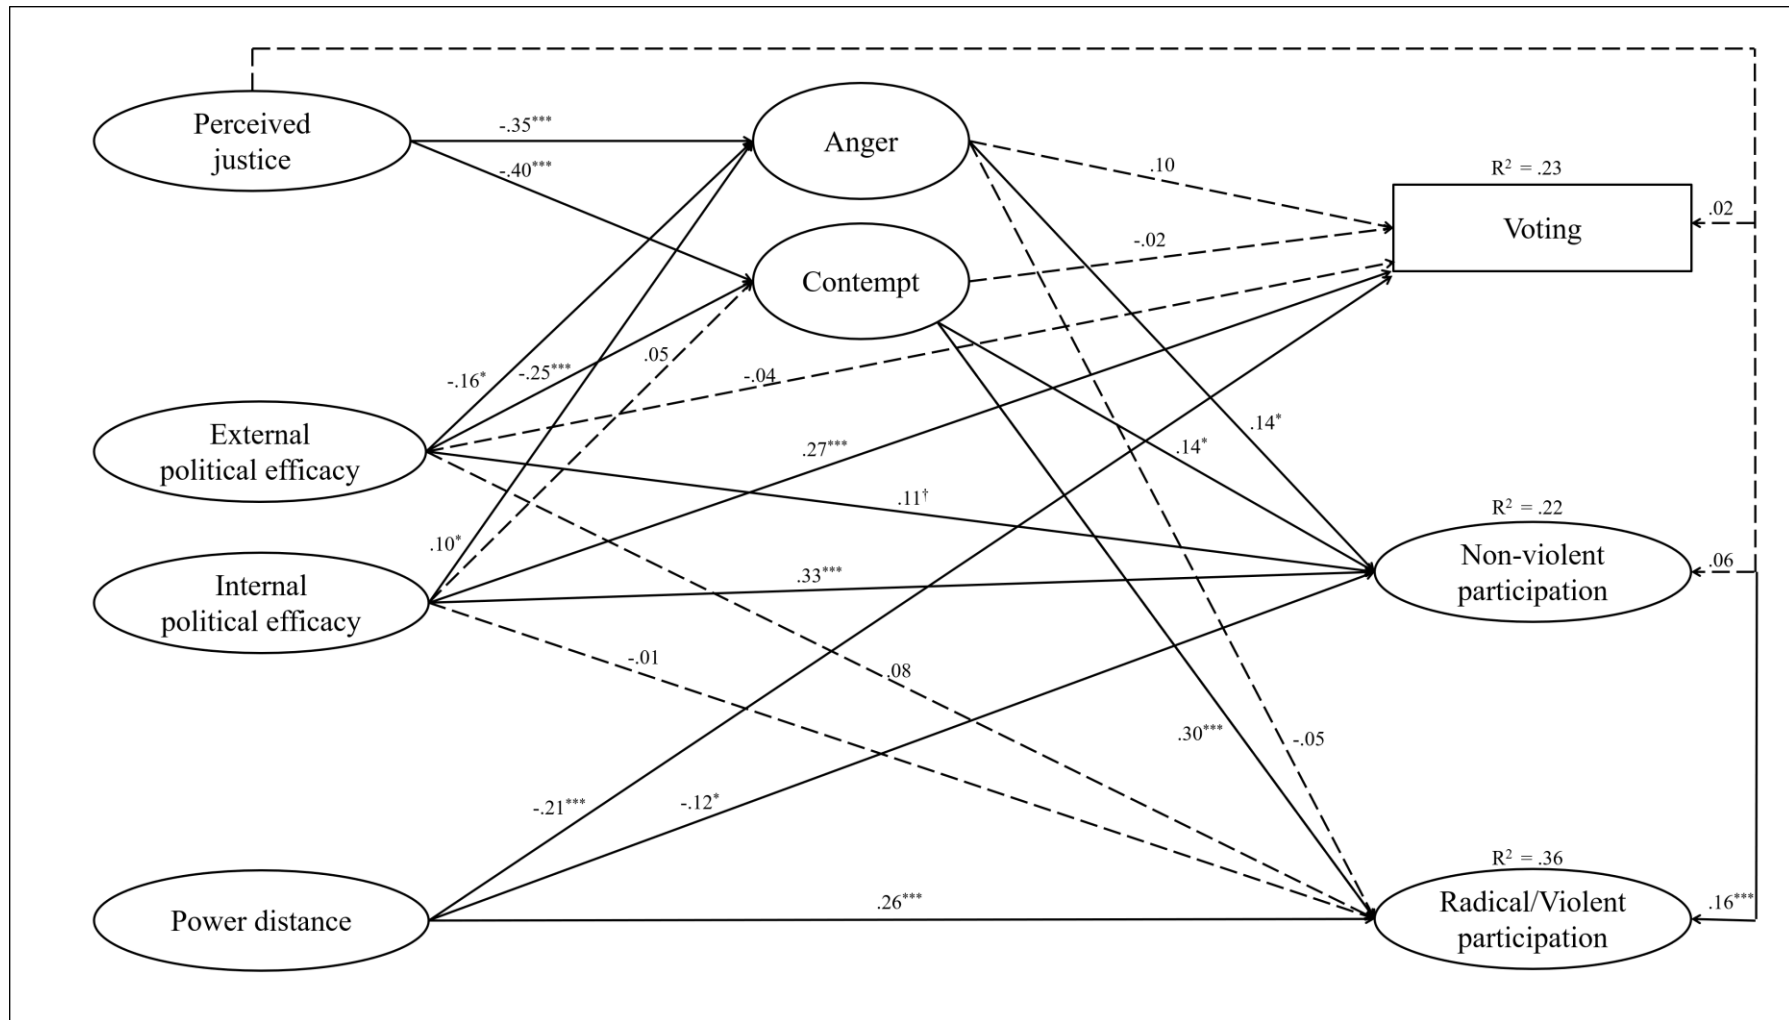 Perceived
justice
-.35***
-.40***
Anger
.10
R² = .23
Voting
.02
Contempt
-.02
External
political efficacy
-.16*
-.25***
.05
-.04
.27***
.14*
.14*
.11†
R² = .22
Non-violent
participation
.06
Internal
political efficacy
.10*
.33***
-.01
.08
.30***
-.05
Power distance
-.21***
-.12*
.26***
R² = .36
Radical/Violent
participation
.16***